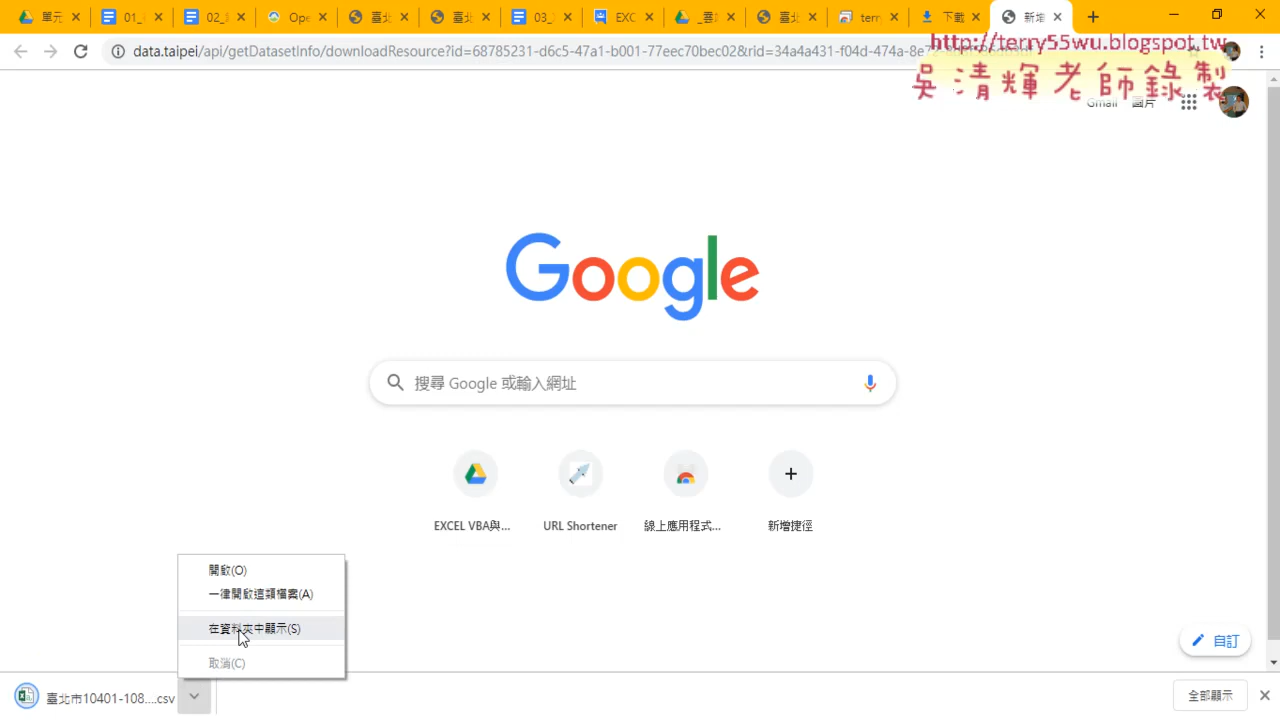 單元
01_
02_
Ope
臺北
臺北
03_
EXC
_雲
臺北
terr
下載
新增
data.taipei/api/getDatasetInfo/downloadResource?id=68785231-d6c5-47a1-b001-77eec70bec02&rid=34a4a431-f04d-474a-8e7
http://terry55wu.blogspot.tw
吳清輝老師錄製
Gmail 圖片
Google
搜尋 Google 或輸入網址
EXCEL VBA與...
URL Shortener
線上應用程式...
新增捷徑
開啟(O)
一律開啟這類檔案(A)
在資料夾中顯示(S)
取消(C)
自訂
臺北市10401-108....csv
全部顯示